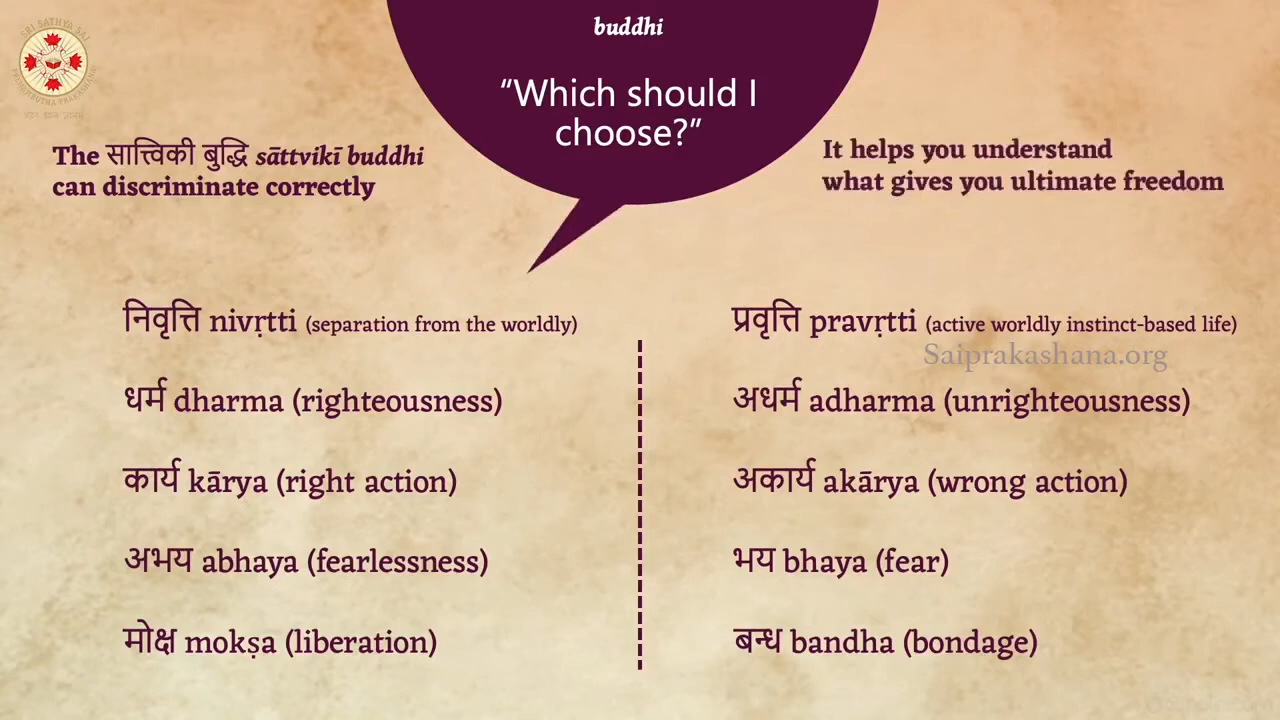 SRI SATHYA SAI
buddhi
“Which should I
choose?”
The सात्त्विकी बुद्धि sāttvikī buddhi
can discriminate correctly
It helps you understand
what gives you ultimate freedom
निवृत्ति nivṛtti (separation from the worldly)
प्रवृत्ति pravṛtti (active worldly instinct-based life)
Saiprakashana.org
धर्म dharma (righteousness)
अधर्म adharma (unrighteousness)
कार्य kārya (right action)
अकार्य akārya (wrong action)
अभय abhaya (fearlessness)
भय bhaya (fear)
मोक्ष mokṣa (liberation)
बन्ध bandha (bondage)